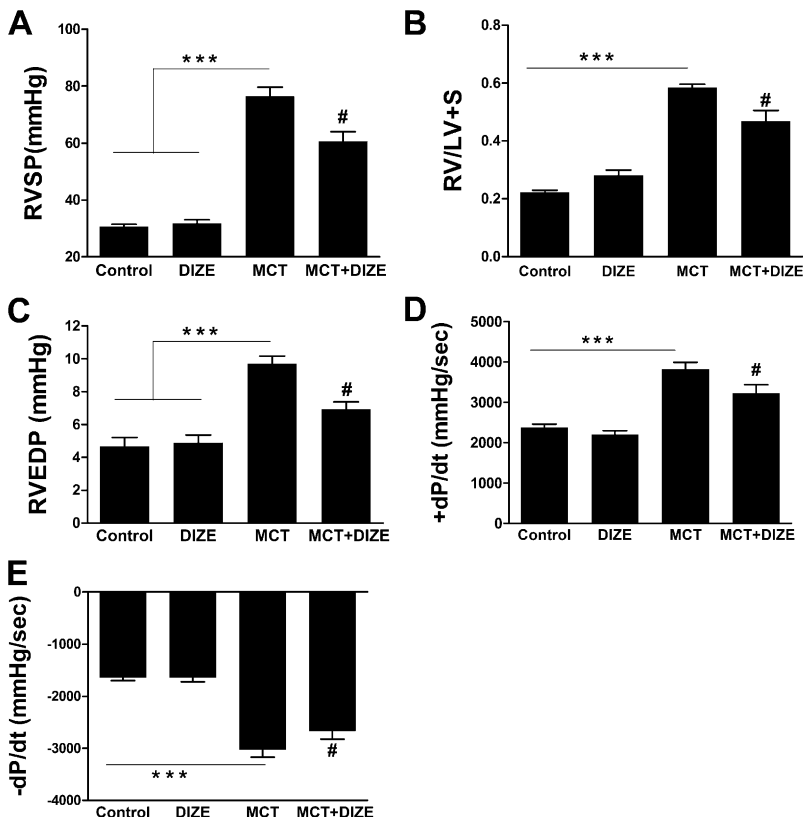 A
RVSP(mmHg)
100
80
60
40
20
***
#
Control DIZE MCT MCT+DIZE
B
RV/LV+S
0.8
0.6
0.4
0.2
0.0
***
#
Control DIZE MCT MCT+DIZE
C
RVEDP (mmHg)
12
10
8
6
4
2
0
***
#
Control DIZE MCT MCT+DIZE
D
+dP/dt (mmHg/sec)
5000
4000
3000
2000
1000
0
***
#
Control DIZE MCT MCT+DIZE
E
-dP/dt (mmHg/sec)
0
-1000
-2000
-3000
-4000
***
#
Control DIZE MCT MCT+DIZE